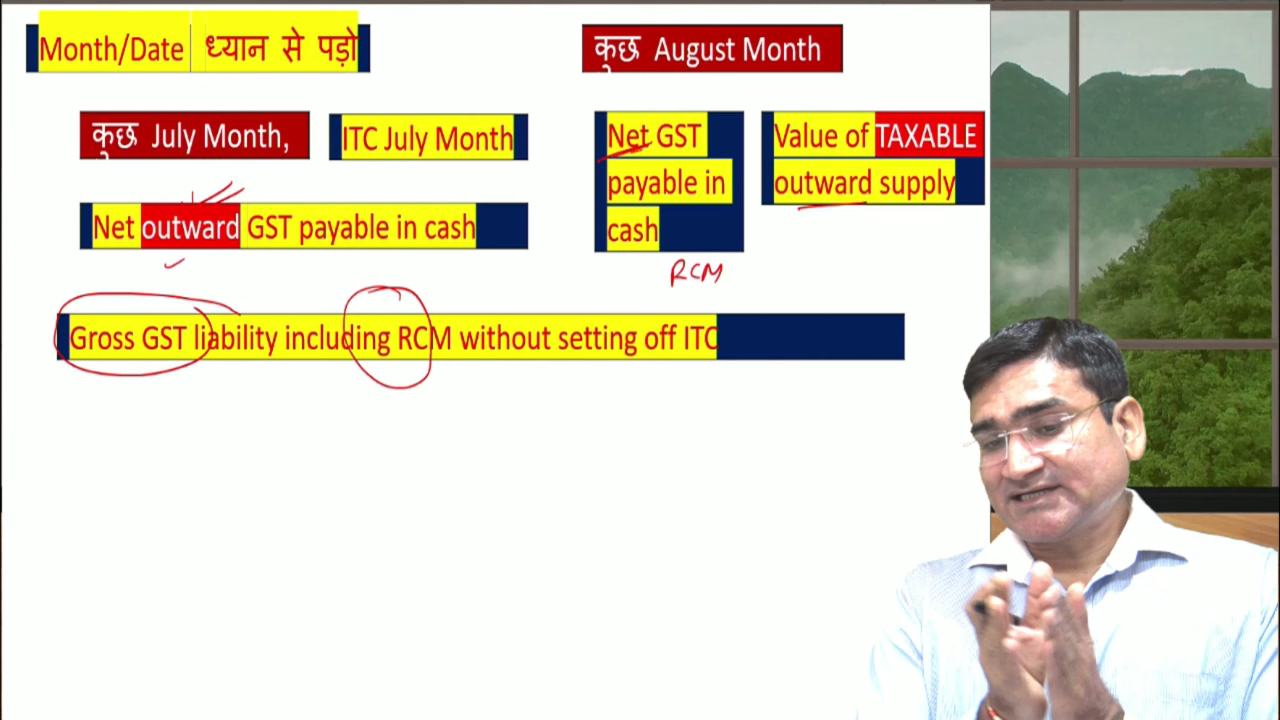 Month/Date ध्यान से पड़ो
कुछ August Month
कुछ July Month,
ITC July Month
Net outward GST payable in cash
Net GST
payable in
cash
Value of TAXABLE
outward supply
RCM
Gross GST liability including RCM without setting off ITC